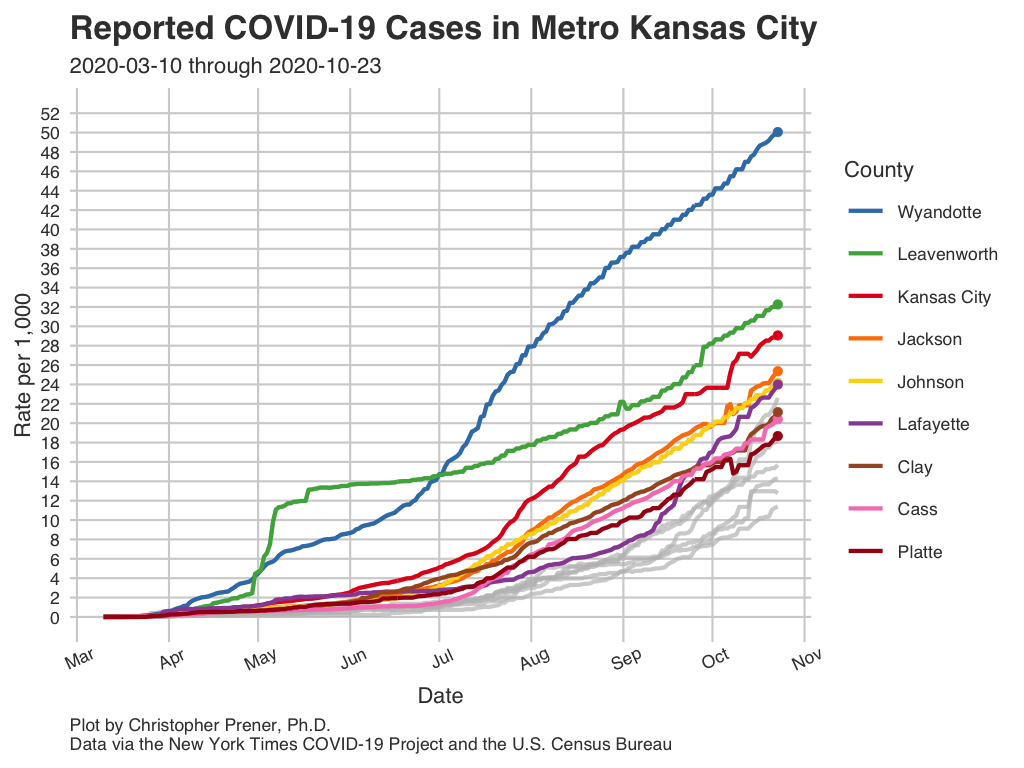 Reported COVID-19 Cases in Metro Kansas City
2020-03-10 through 2020-10-23
52
50
48
46
44
42
40
38
36
34
32
30
28
26
24
22
20
18
16
14
12
10
8
6
4
2
0
Rate per 1,000
Mar
Apr
May
Jun
Jul
Aug
Sep
Oct
Nov
Date
County
Wyandotte
Leavenworth
Kansas City
Jackson
Johnson
Lafayette
Clay
Cass
Platte
Plot by Christopher Prener, Ph.D.
Data via the New York Times COVID-19 Project and the U.S. Census Bureau